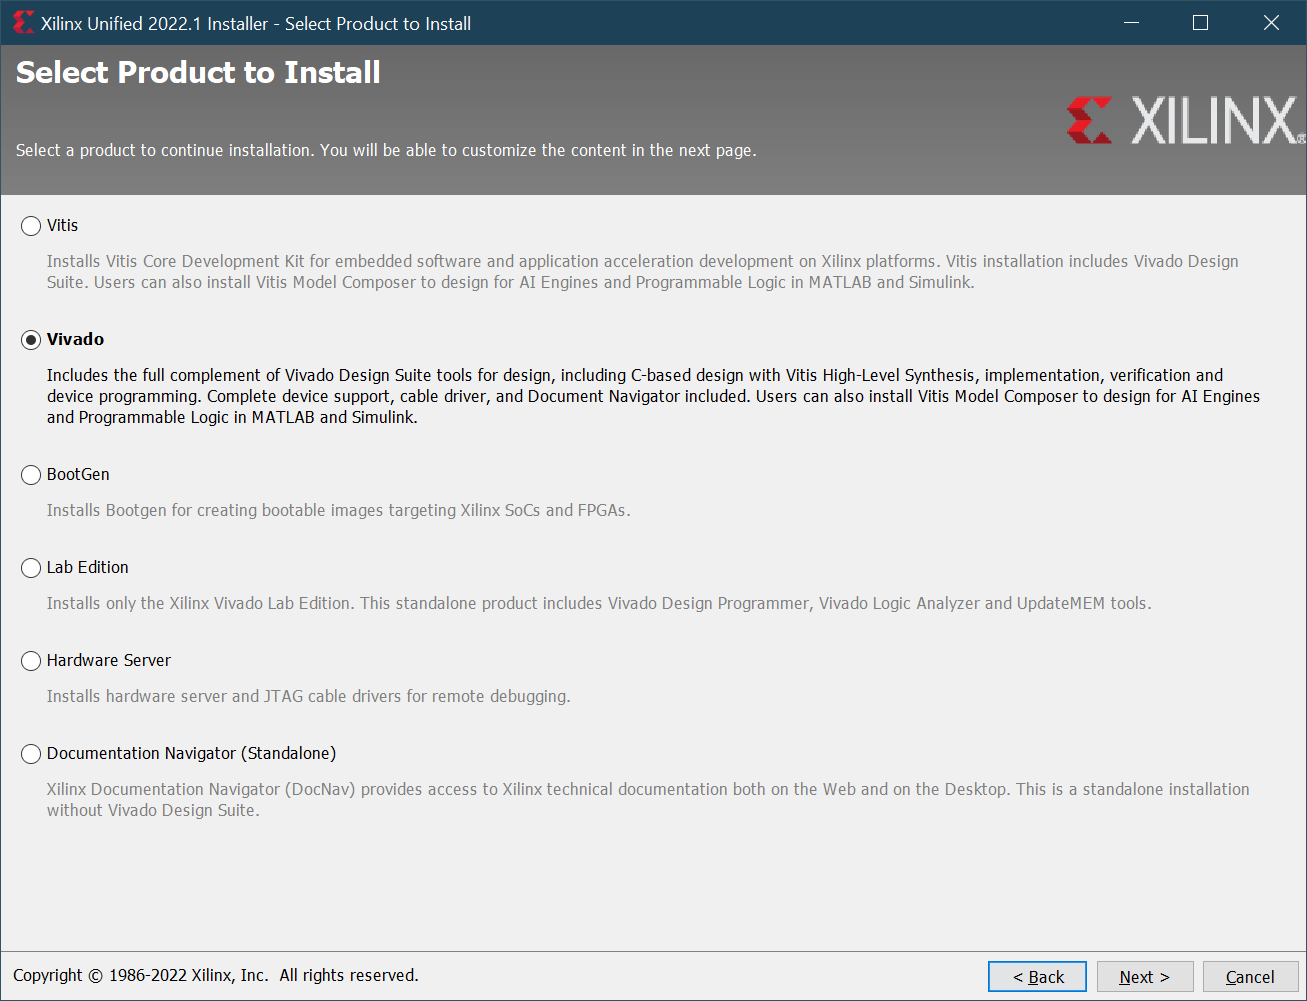 Xilinx Unified 2022.1 Installer - Select Product to Install
Select Product to Install
XILINX®
Select a product to continue installation. You will be able to customize the content in the next page.
Vitis
Installs Vitis Core Development Kit for embedded software and application acceleration development on Xilinx platforms. Vitis installation includes Vivado Design
Suite. Users can also install Vitis Model Composer to design for AI Engines and Programmable Logic in MATLAB and Simulink.
Vivado
Includes the full complement of Vivado Design Suite tools for design, including C-based design with Vitis High-Level Synthesis, implementation, verification and
device programming. Complete device support, cable driver, and Document Navigator included. Users can also install Vitis Model Composer to design for AI Engines
and Programmable Logic in MATLAB and Simulink.
BootGen
Installs Bootgen for creating bootable images targeting Xilinx SoCs and FPGAs.
Lab Edition
Installs only the Xilinx Vivado Lab Edition. This standalone product includes Vivado Design Programmer, Vivado Logic Analyzer and UpdateMEM tools.
Hardware Server
Installs hardware server and JTAG cable drivers for remote debugging.
Documentation Navigator (Standalone)
Xilinx Documentation Navigator (DocNav) provides access to Xilinx technical documentation both on the Web and on the Desktop. This is a standalone installation
without Vivado Design Suite.
Copyright © 1986-2022 Xilinx, Inc.  All rights reserved.
< Back
Next >
Cancel